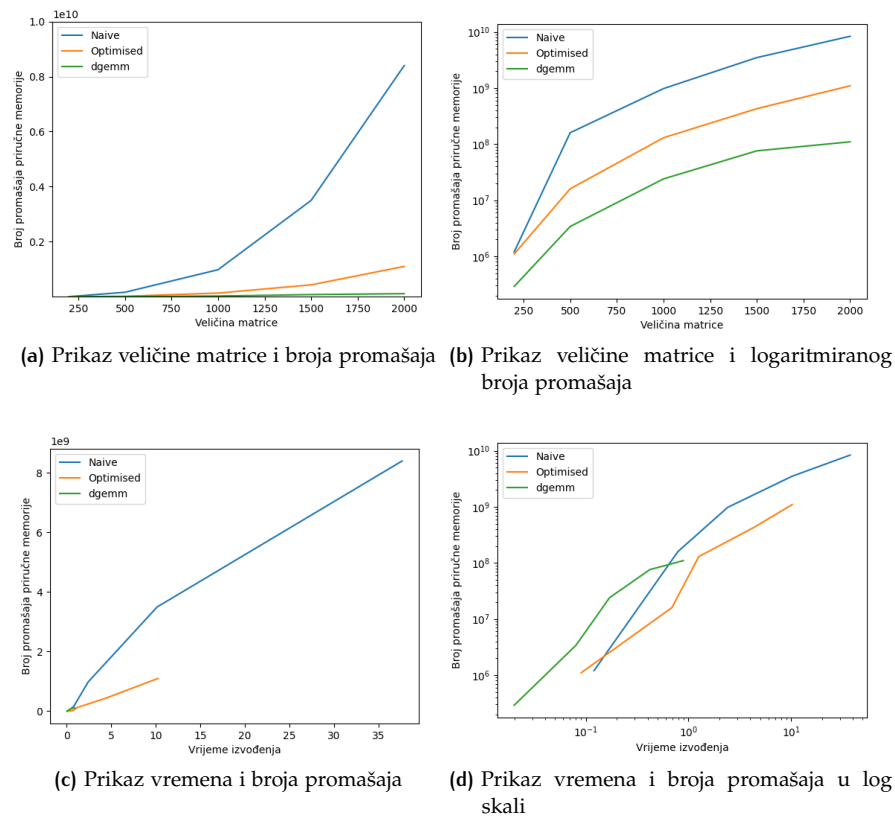 1e10
1.0
0.8
0.6
0.4
0.2
Broj promašaja priručne memorije
Naive
Optimised
dgemm
250 500 750 1000 1250 1500 1750 2000
Veličina matrice
(a) Prikaz veličine matrice i broja promašaja
10^10
10^9
10^8
10^7
10^6
Broj promašaja priručne memorije
Naive
Optimised
dgemm
250 500 750 1000 1250 1500 1750 2000
Veličina matrice
(b) Prikaz veličine matrice i logaritmiranog
broja promašaja
1e9
8
6
4
2
0
Broj promašaja priručne memorije
Naive
Optimised
dgemm
0 5 10 15 20 25 30 35
Vrijeme izvođenja
(c) Prikaz vremena i broja promašaja
10^10
10^9
10^8
10^7
10^6
Broj promašaja priručne memorije
Naive
Optimised
dgemm
10^-1 10^0 10^1
Vrijeme izvođenja
(d) Prikaz vremena i broja promašaja u log
skali